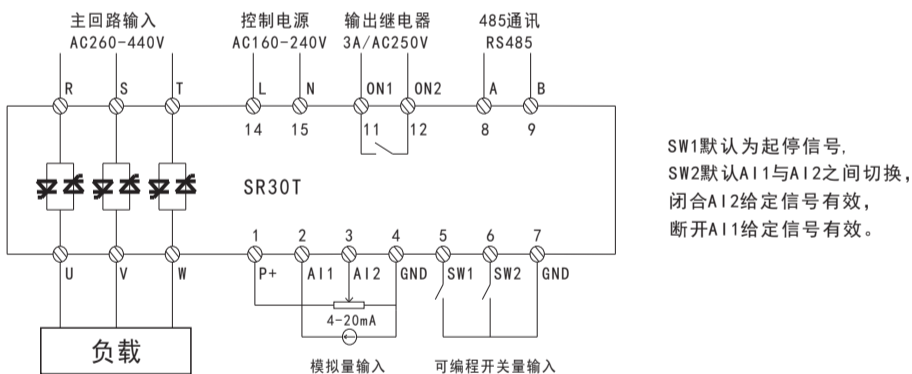 主回路输入 控制电源 输出继电器 485通讯
AC260-440V AC160-240V 3A/AC250V RS485
R S T L N ON1 ON2 A B
14 15 11 12 8 9
SR30T
1 2 3 4 5 6 7
U V W P+ AI1 AI2 GND SW1 SW2 GND
4-20mA
负载
模拟量输入 可编程开关量输入
SW1默认为起停信号,
SW2默认AI1与AI2之间切换,
闭合AI2给定信号有效,
断开AI1给定信号有效。